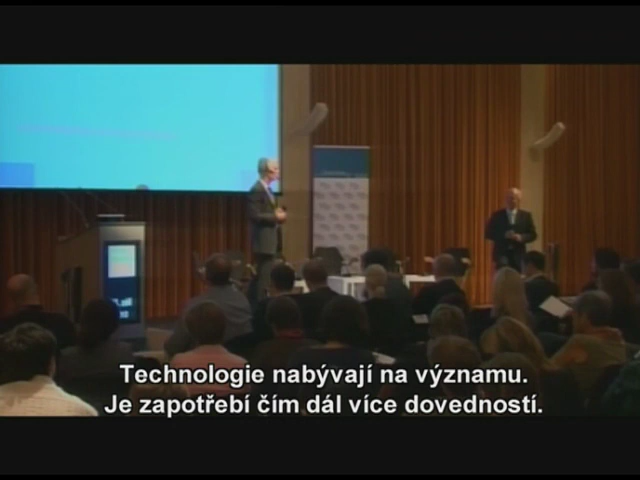 Technologie nabývají na významu.
Je zapotřebí čím dál více dovedností.